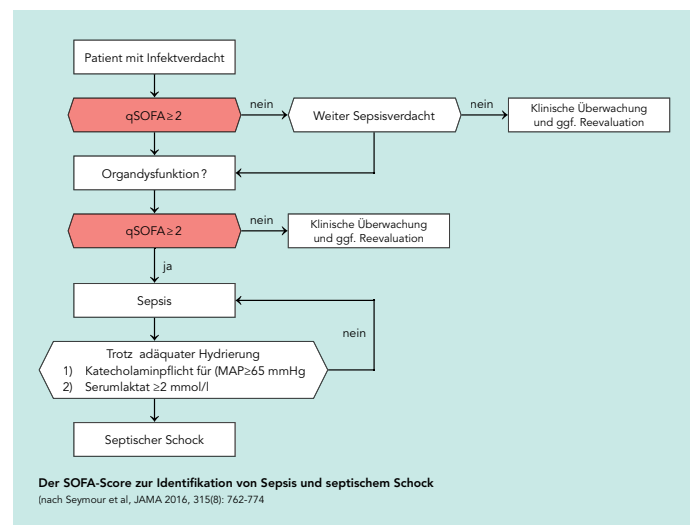 Patient mit Infektverdacht
qSOFA≥2
nein
Weiter Sepsisverdacht
nein
Klinische Überwachung
und ggf. Reevaluation
Organdysfunktion?
qSOFA≥2
nein
Klinische Überwachung
und ggf. Reevaluation
ja
Sepsis
nein
Trotz adäquater Hydrierung
1) Katecholaminpflicht für (MAP≥65 mmHg
2) Serumlaktat ≥2 mmol/l
Septischer Schock
Der SOFA-Score zur Identifikation von Sepsis und septischem Schock
(nach Seymour et al, JAMA 2016, 315(8): 762-774